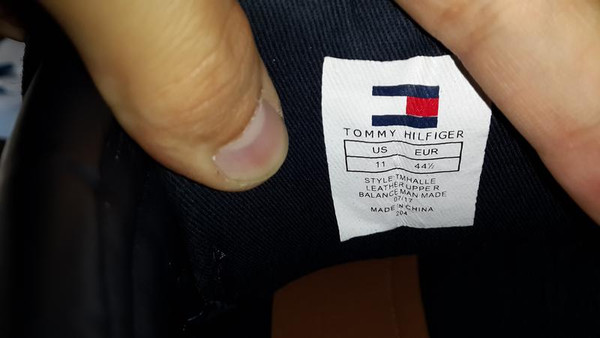 TOMMY HILFIGER
US EUR
11 44½
STYLE:TMHALLE
LEATHER UPPER
BALANCE MAN MADE
07/17
MADE IN CHINA
204